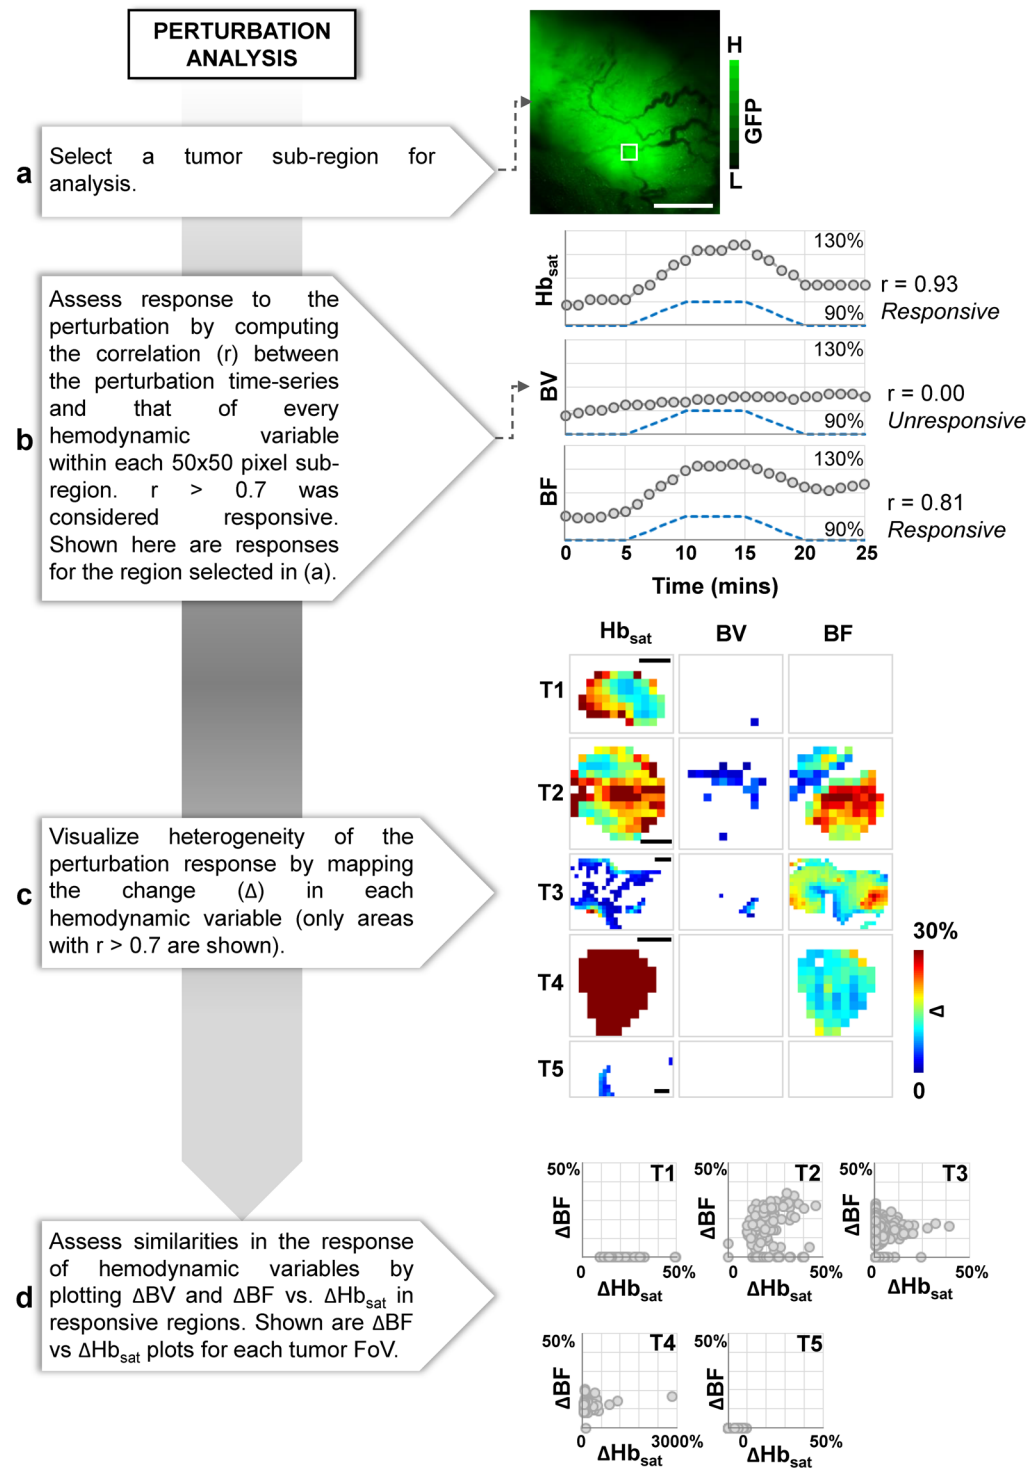 PERTURBATION
ANALYSIS
a
Select a tumor sub-region for
analysis.
H
GFP
L
b
Assess response to the
perturbation by computing
the correlation (r) between
the perturbation time-series
and that of every
hemodynamic variable
within each 50x50 pixel sub-
region. r > 0.7 was
considered responsive.
Shown here are responses
for the region selected in (a).
Hbsat
130%
90%
r = 0.93
Responsive
BV
130%
90%
r = 0.00
Unresponsive
BF
130%
90%
r = 0.81
Responsive
0 5 10 15 20 25
Time (mins)
c
Visualize heterogeneity of the
perturbation response by mapping
the change (Δ) in each
hemodynamic variable (only areas
with r > 0.7 are shown).
Hbsat BV BF
T1
T2
T3
T4
T5
30%
Δ
0
d
Assess similarities in the response
of hemodynamic variables by
plotting ΔBV and ΔBF vs. ΔHbsat in
responsive regions. Shown are ΔBF
vs ΔHbsat plots for each tumor FoV.
50% T1
ΔBF
0 50%
ΔHbsat
50% T2
ΔBF
0 50%
ΔHbsat
50% T3
ΔBF
0 50%
ΔHbsat
50% T4
ΔBF
0 3000%
ΔHbsat
50% T5
ΔBF
0 50%
ΔHbsat